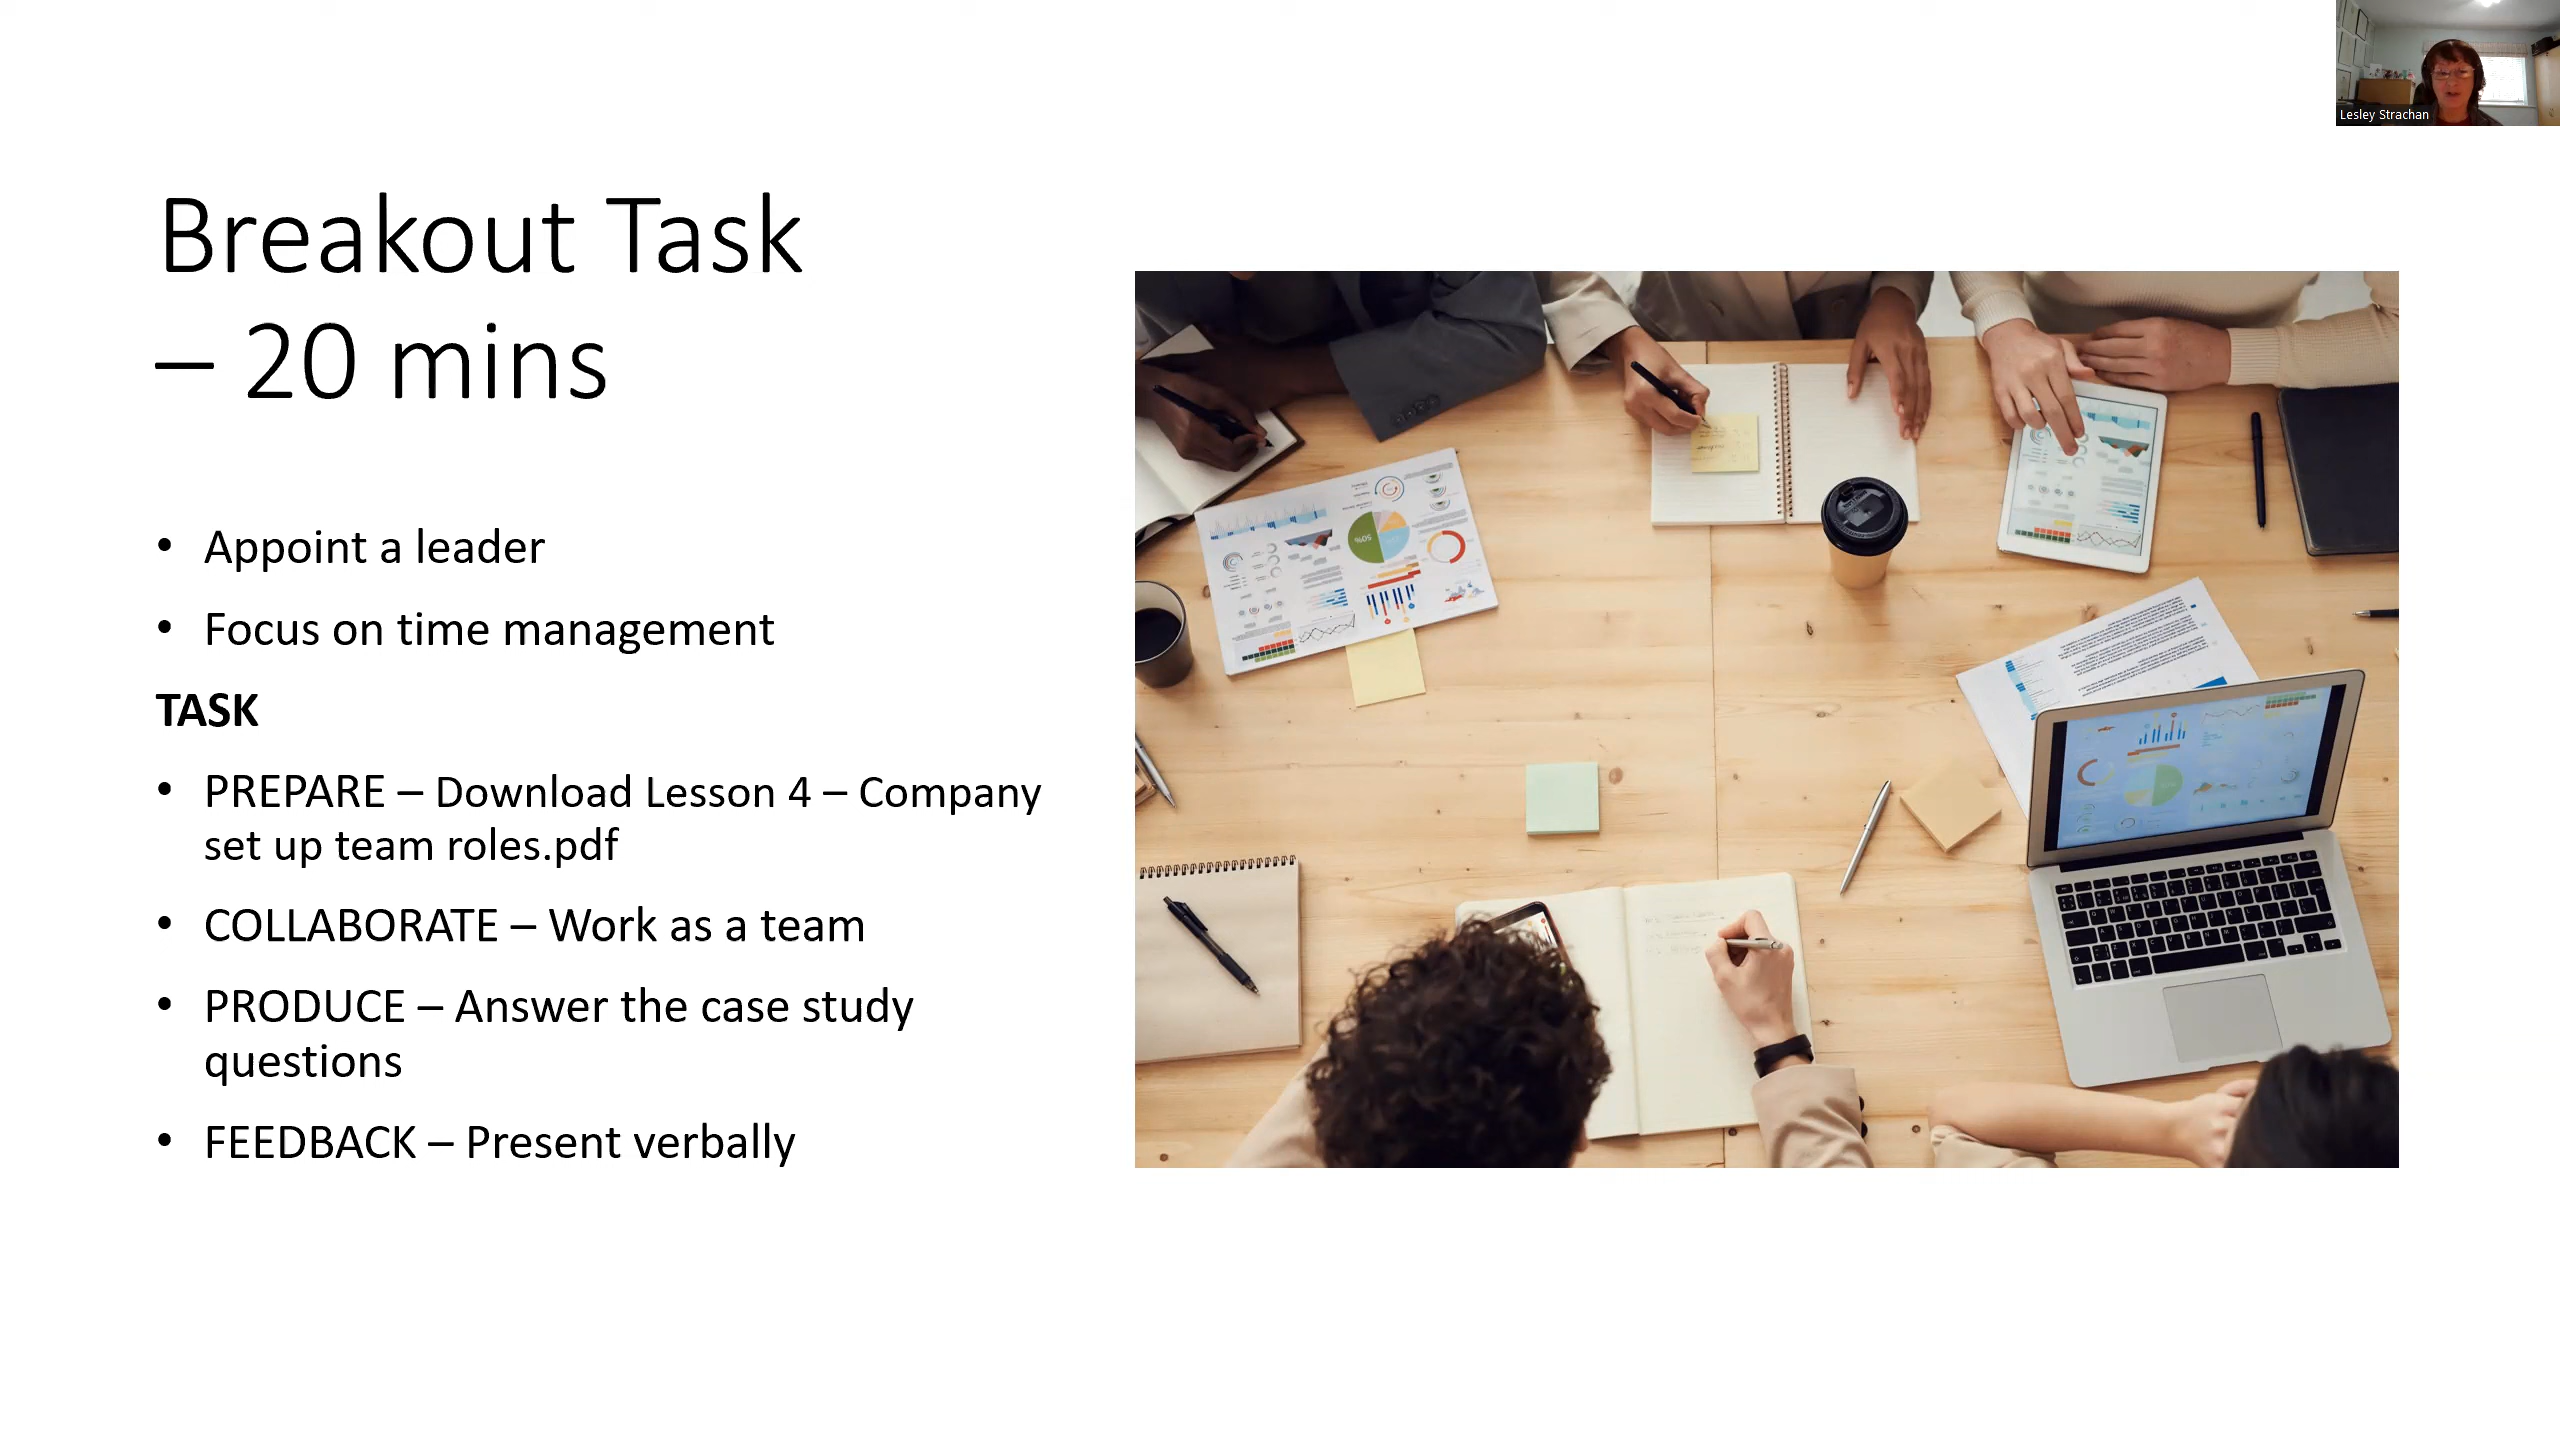 Lesley Strachan
Breakout Task
– 20 mins
• Appoint a leader
• Focus on time management
TASK
• PREPARE – Download Lesson 4 – Company
set up team roles.pdf
• COLLABORATE – Work as a team
• PRODUCE – Answer the case study
questions
• FEEDBACK – Present verbally
50%